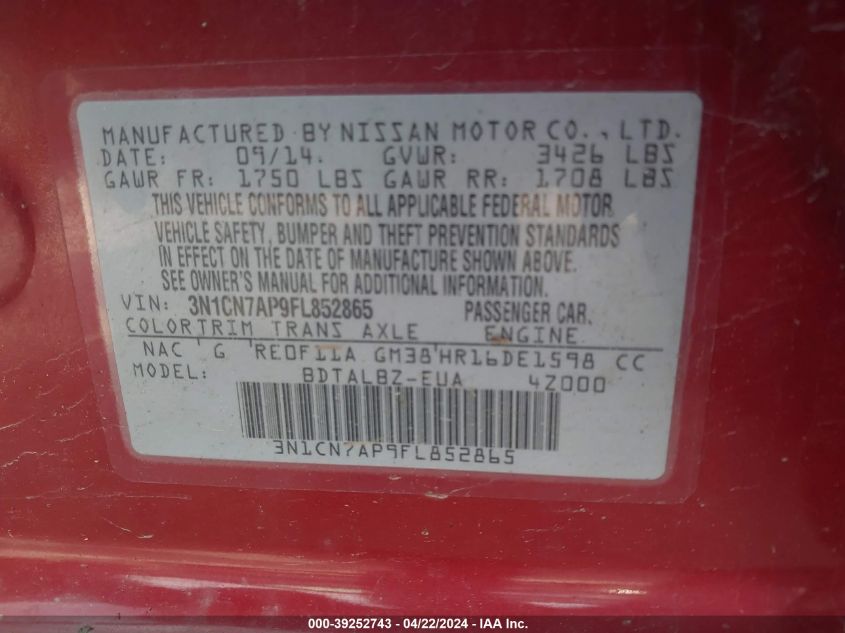 MANUFACTURED BY NISSAN MOTOR CO., LTD.
DATE: 09/14. GVWR: 3426 LBS
GAWR FR: 1750 LBS GAWR RR: 1708 LBS
THIS VEHICLE CONFORMS TO ALL APPLICABLE FEDERAL MOTOR
VEHICLE SAFETY, BUMPER AND THEFT PREVENTION STANDARDS
IN EFFECT ON THE DATE OF MANUFACTURE SHOWN ABOVE.
SEE OWNER'S MANUAL FOR ADDITIONAL INFORMATION.
VIN: 3N1CN7AP9FL852865 PASSENGER CAR.
COLORTRIM TRANS AXLE ENGINE
NAC G RE0F11A GM38 HR16DE1598 CC
MODEL: BDTALBZ-EUA 4Z000
3N1CN7AP9FL852865
000-39252743 / 04/22/2024 - IAA Inc.